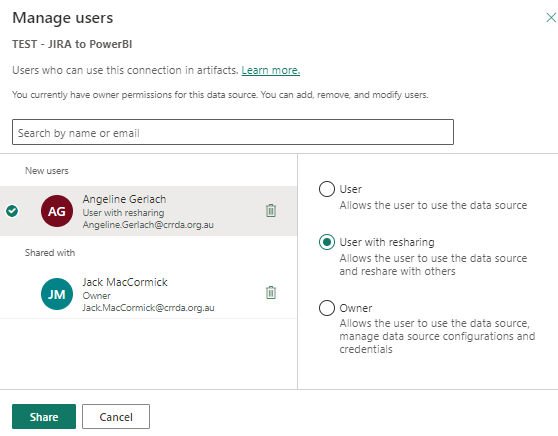 Manage users
TEST - JIRA to PowerBI
Users who can use this connection in artifacts. Learn more.
You currently have owner permissions for this data source. You can add, remove, and modify users.
Search by name or email
New users
AG
Angeline Gerlach
User with resharing
Angeline.Gerlach@crrda.org.au
Shared with
JM
Jack MacCormick
Owner
Jack.MacCormick@crrda.org.au
User
Allows the user to use the data source
User with resharing
Allows the user to use the data source
and reshare with others
Owner
Allows the user to use the data source,
manage data source configurations and
credentials
Share
Cancel